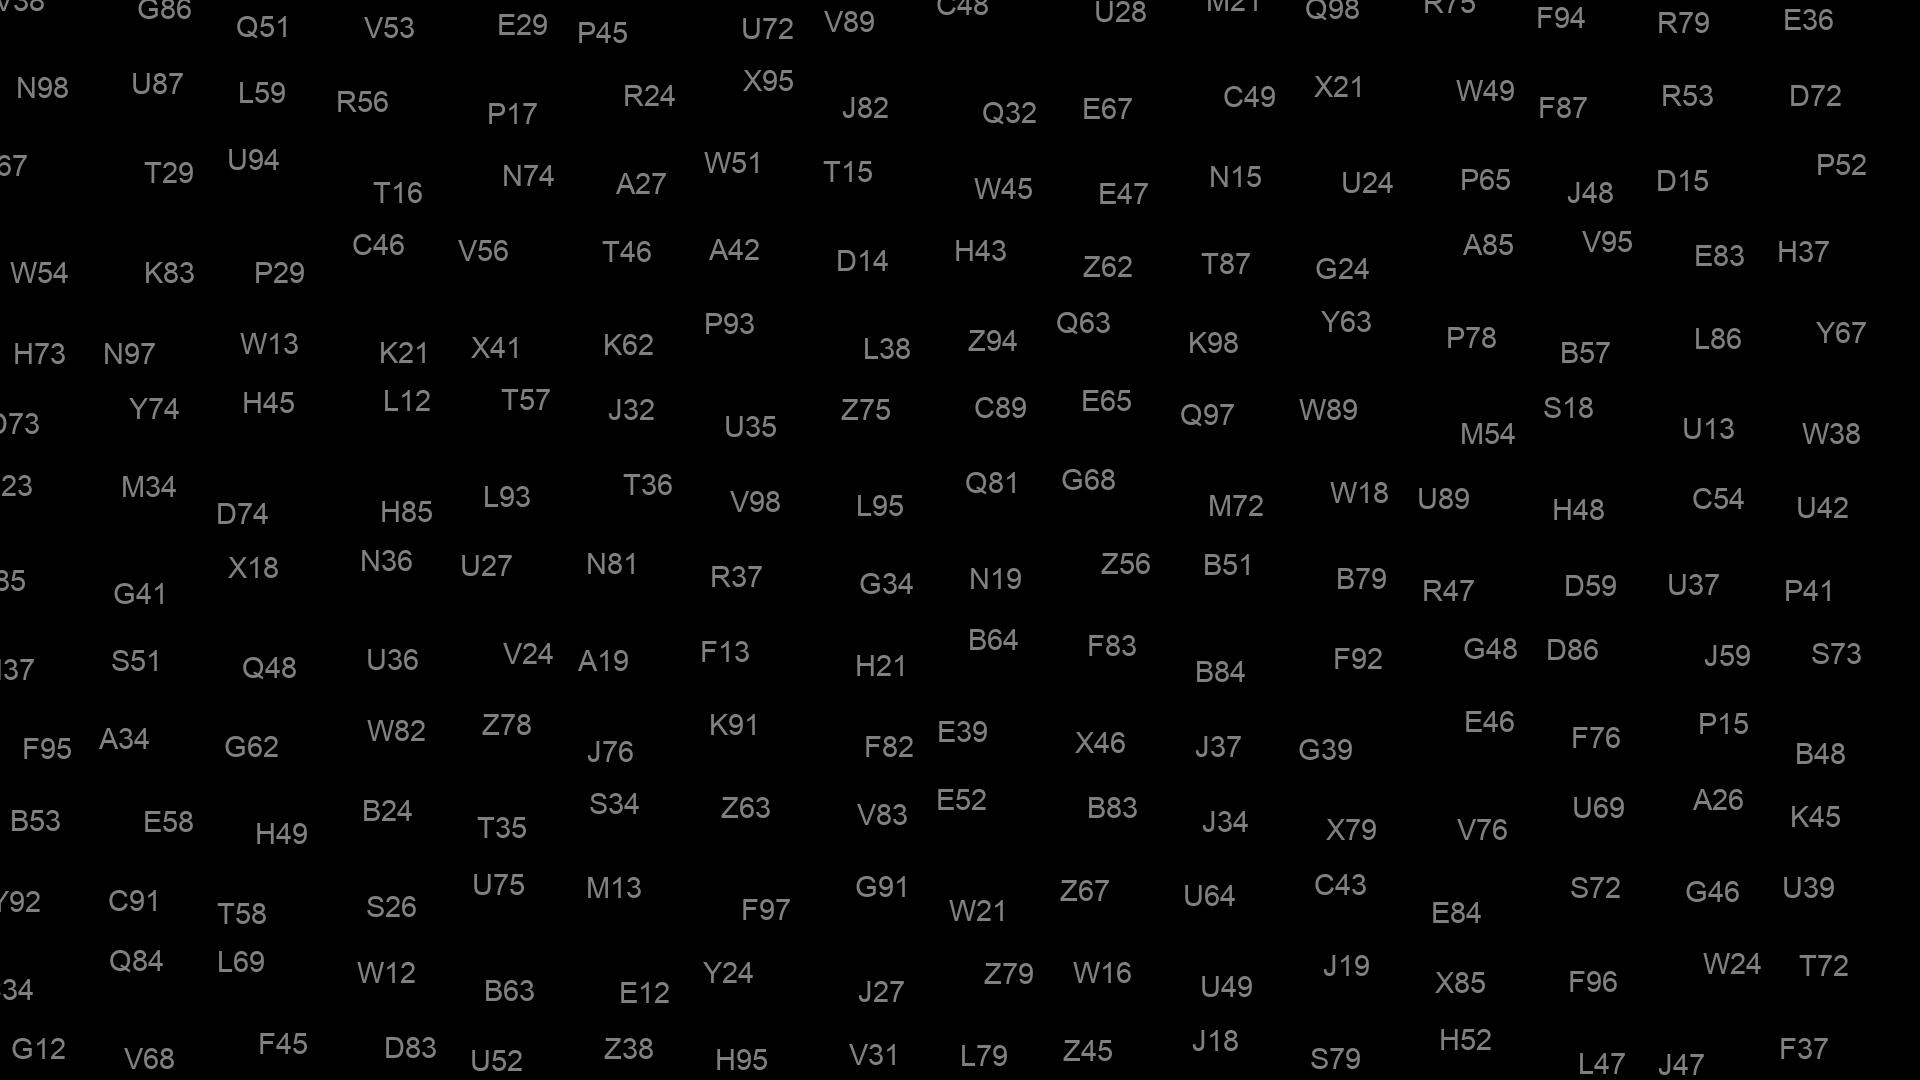 V38 G86 Q51 V53 E29 P45 U72 V89 C48 U28 M21 Q98 R75 F94 R79 E36
N98 U87 L59 R56 P17 R24 X95 J82 Q32 E67 C49 X21 W49 F87 R53 D72
67 T29 U94 T16 N74 A27 W51 T15 W45 E47 N15 U24 P65 J48 D15 P52
W54 K83 P29 C46 V56 T46 A42 D14 H43 Z62 T87 G24 A85 V95 E83 H37
H73 N97 W13 K21 X41 K62 P93 L38 Z94 Q63 K98 Y63 P78 B57 L86 Y67
73 Y74 H45 L12 T57 J32 U35 Z75 C89 E65 Q97 W89 M54 S18 U13 W38
23 M34 D74 H85 L93 T36 V98 L95 Q81 G68 M72 W18 U89 H48 C54 U42
35 G41 X18 N36 U27 N81 R37 G34 N19 Z56 B51 B79 R47 D59 U37 P41
37 S51 Q48 U36 V24 A19 F13 H21 B64 F83 B84 F92 G48 D86 J59 S73
F95 A34 G62 W82 Z78 J76 K91 F82 E39 X46 J37 G39 E46 F76 P15 B48
B53 E58 H49 B24 T35 S34 Z63 V83 E52 B83 J34 X79 V76 U69 A26 K45
Y92 C91 T58 S26 U75 M13 F97 G91 W21 Z67 U64 C43 E84 S72 G46 U39
34 Q84 L69 W12 B63 E12 Y24 J27 Z79 W16 U49 J19 X85 F96 W24 T72
G12 V68 F45 D83 U52 Z38 H95 V31 L79 Z45 J18 S79 H52 L47 J47 F37